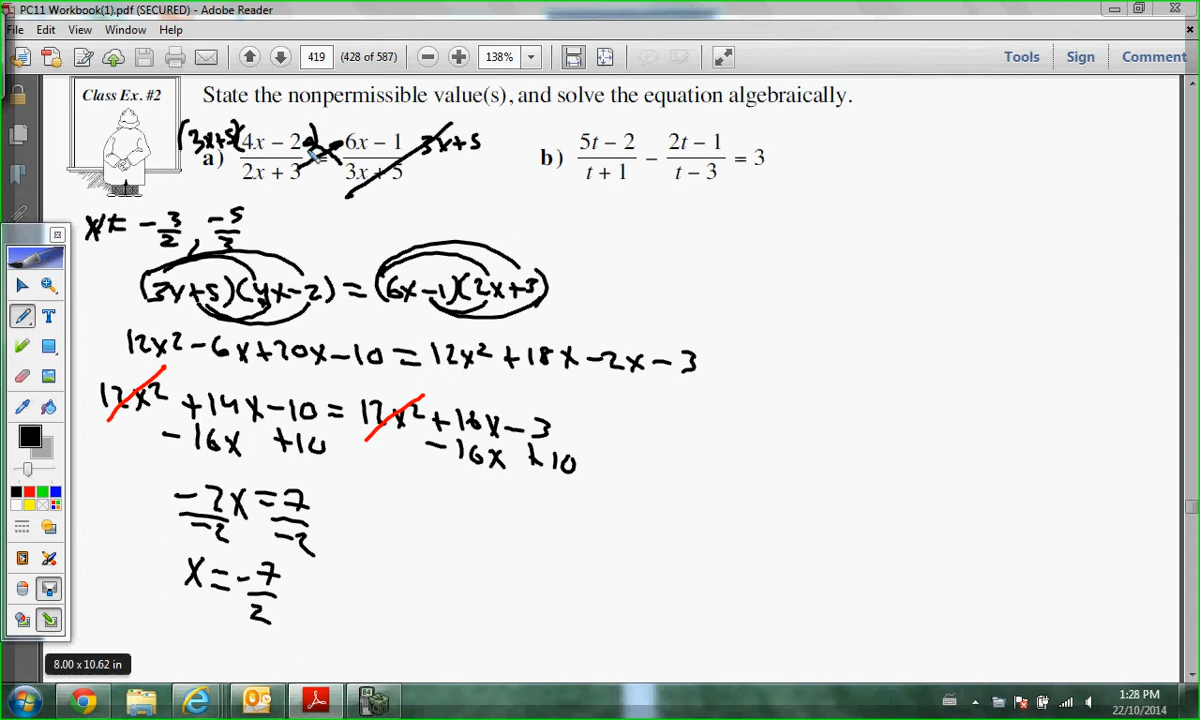 PC11 Workbook(1).pdf (SECURED) - Adobe Reader
File Edit View Window Help
419 (428 of 587) 138% Tools Sign Comment
Class Ex. #2
State the nonpermissible value(s), and solve the equation algebraically.
a) (3x+5)(4x − 2)/(2x + 3) = (6x − 1)/(3x + 5) 3x+5
b) (5t − 2)/(t + 1) − (2t − 1)/(t − 3) = 3
x ≠ -3/2, -5/3
(3x+5)(4x-2) = (6x-1)(2x+3)
12x² - 6x + 20x - 10 = 12x² + 18x - 2x - 3
12x² + 14x - 10 = 12x² + 16x - 3
- 16x + 10 - 16x + 10
-2x/-2 = 7/-2
x = -7/2
8.00 x 10.62 in
1:28 PM
22/10/2014